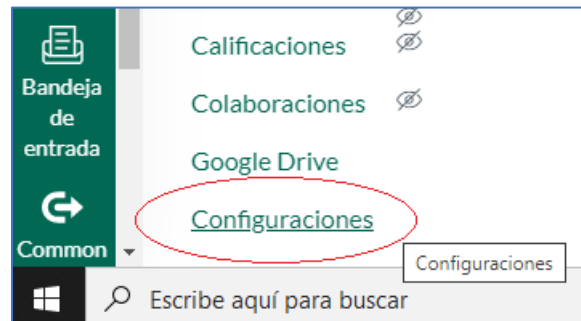 Calificaciones
Bandeja
de
entrada
Colaboraciones
Google Drive
Configuraciones
Common
Configuraciones
Escribe aquí para buscar